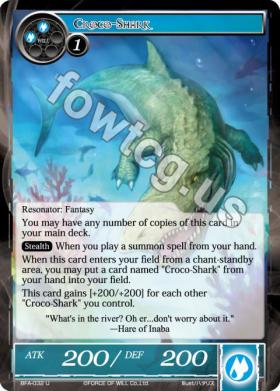 Croco-Shark
WILL
1
fowtcg.us
Resonator: Fantasy
You may have any number of copies of this card in
your main deck.
Stealth When you play a summon spell from your hand.
When this card enters your field from a chant-standby
area, you may put a card named "Croco-Shark" from
your hand into your field.
This card gains [+200/+200] for each other
"Croco-Shark" you control.
"What's in the river? Oh er...don't worry about it."
—Hare of Inaba
ATK 200/ DEF 200
BFA-032 U ©FORCE OF WILL Co.,Ltd.